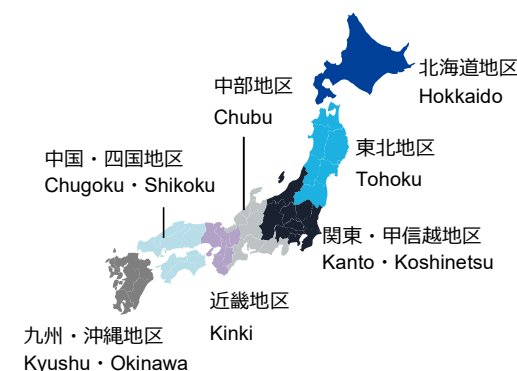 北海道地区
Hokkaido
中部地区
Chubu
東北地区
Tohoku
中国・四国地区
Chugoku・Shikoku
関東・甲信越地区
Kanto・Koshinetsu
近畿地区
Kinki
九州・沖縄地区
Kyushu・Okinawa